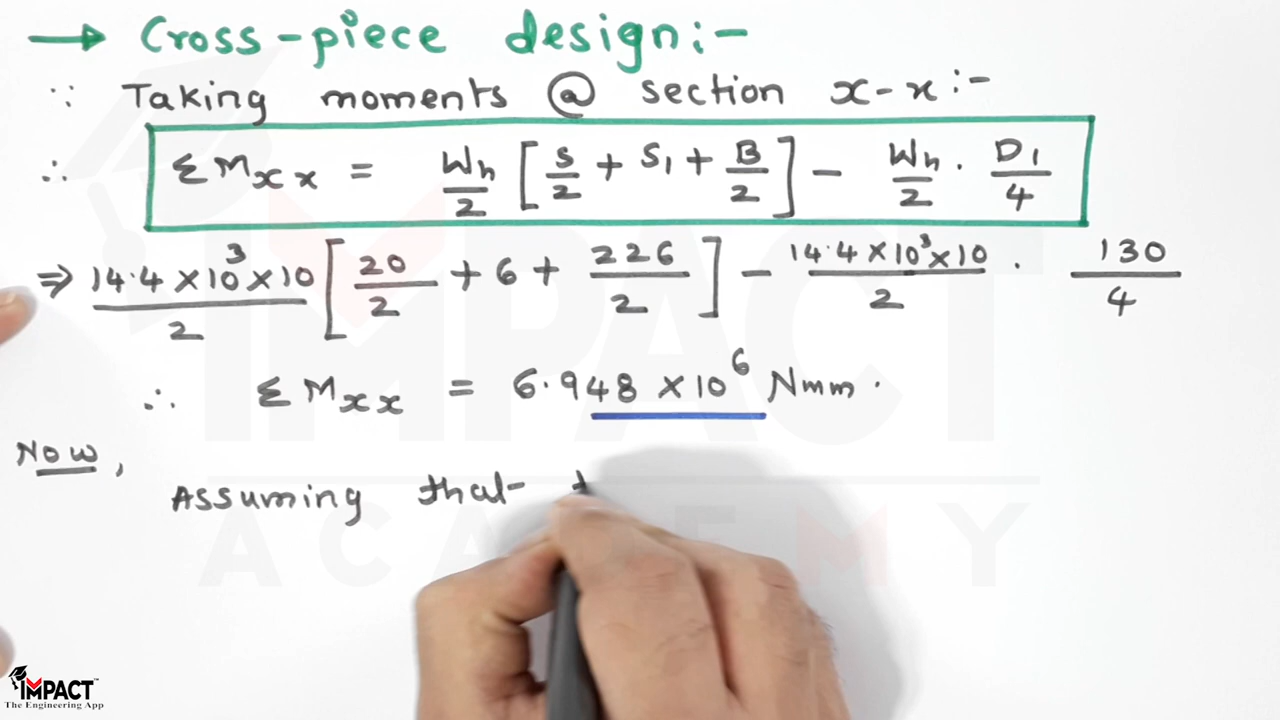 → Cross-piece design:-
∵ Taking moments @ section x-x:-
∴ ΣMxx = Wh/2 [S/2 + S₁ + B/2] - Wh/2 · D₁/4
⇒ 14.4×10³×10/2 [20/2 + 6 + 226/2] - 14.4×10³×10/2 · 130/4
∴ ΣMxx = 6.948 ×10⁶ Nmm.
Now,
Assuming that
IMPACT
ACADEMY
IMPACT™
The Engineering App